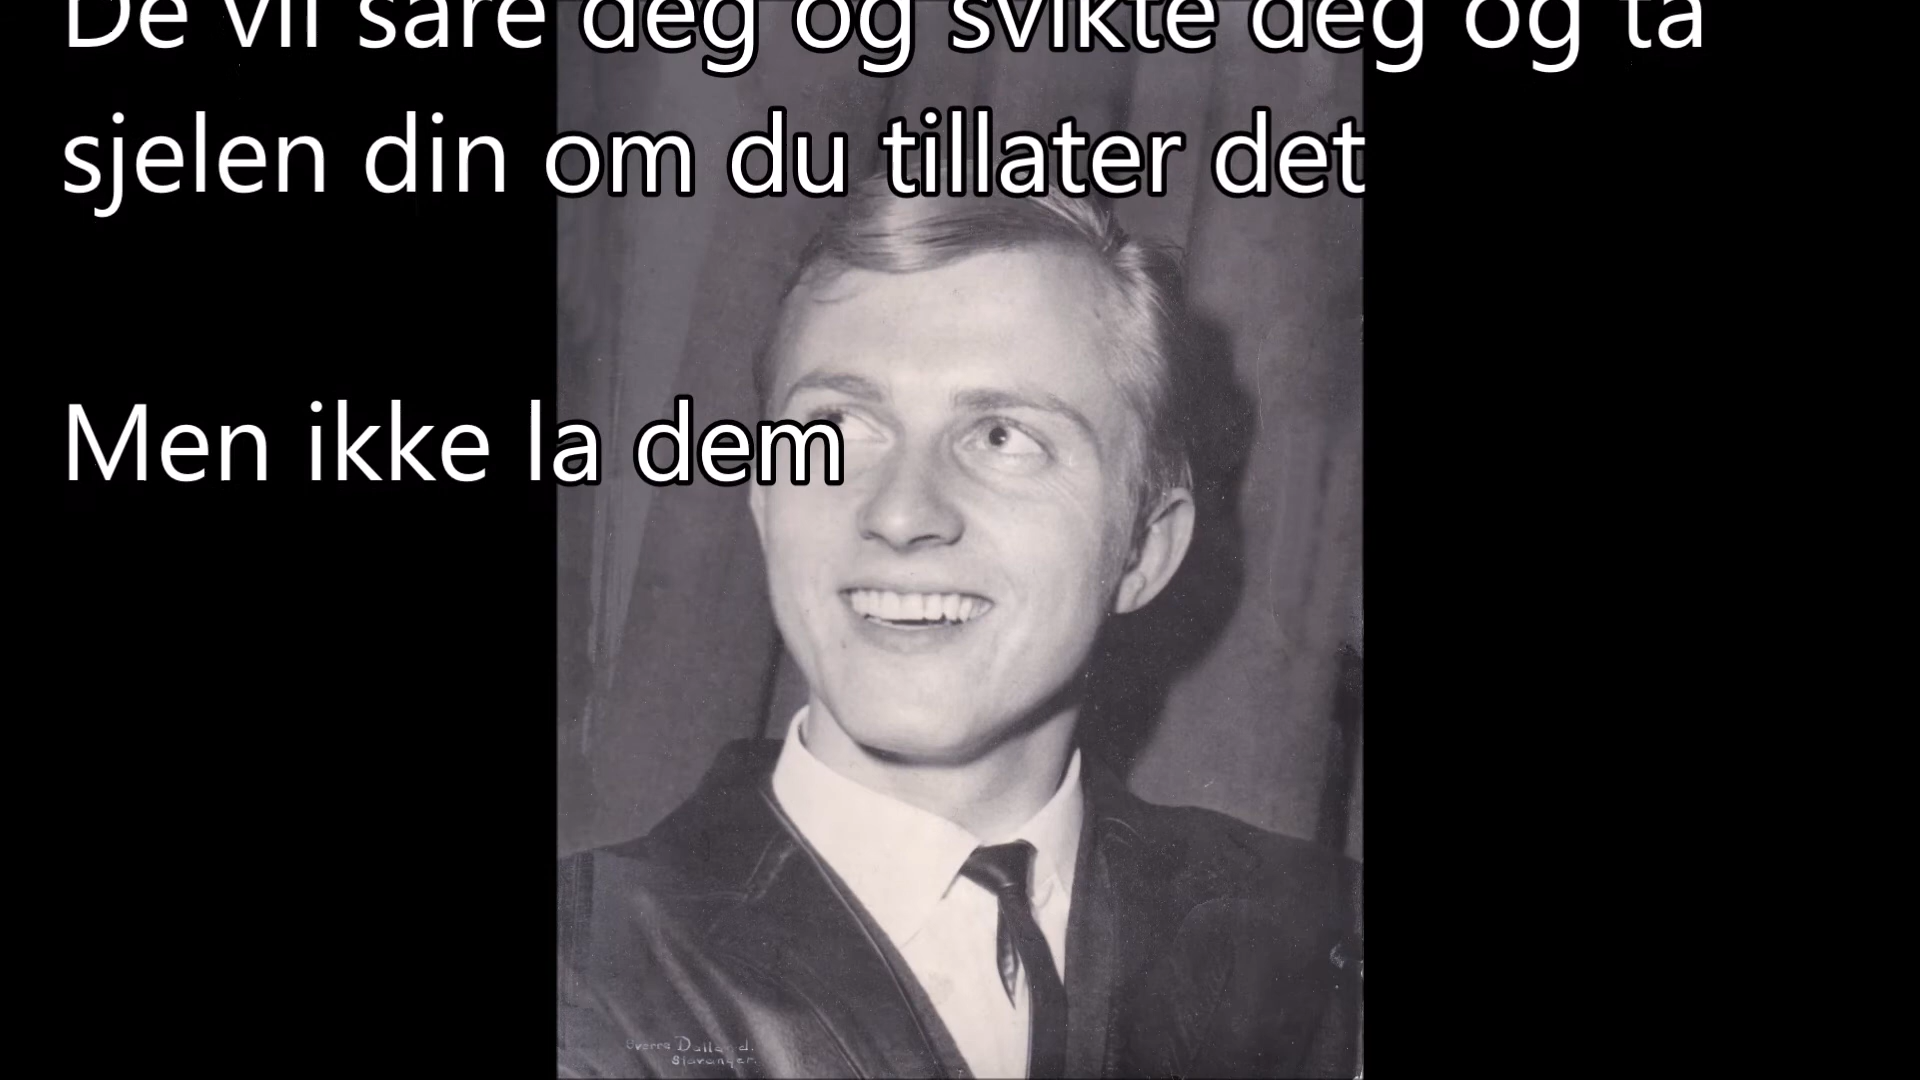 De vil såre deg og svikte deg og ta
sjelen din om du tillater det
Men ikke la dem
Stavanger.